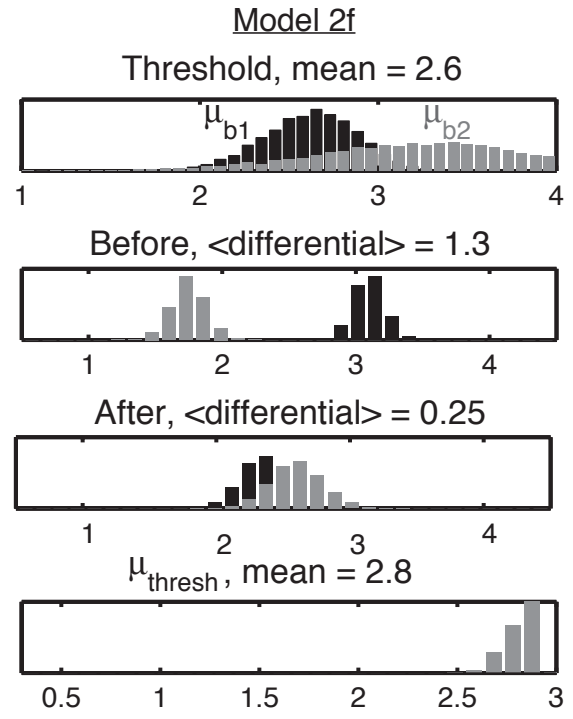 Model 2f
Threshold, mean = 2.6
μb1 μb2
1 2 3 4
Before, <differential> = 1.3
1 2 3 4
After, <differential> = 0.25
1 2 3 4
μthresh, mean = 2.8
0.5 1 1.5 2 2.5 3